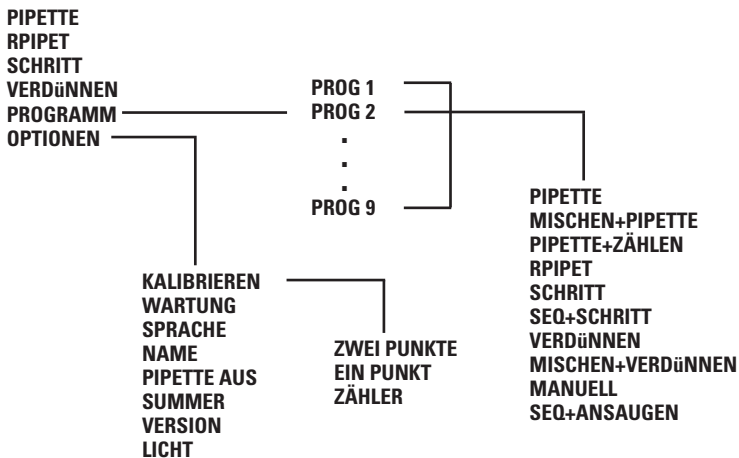 PIPETTE
RPIPET
SCHRITT
VERDüNNEN
PROGRAMM
OPTIONEN
PROG 1
PROG 2
.
.
.
PROG 9
KALIBRIEREN
WARTUNG
SPRACHE
NAME
PIPETTE AUS
SUMMER
VERSION
LICHT
ZWEI PUNKTE
EIN PUNKT
ZÄHLER
PIPETTE
MISCHEN+PIPETTE
PIPETTE+ZÄHLEN
RPIPET
SCHRITT
SEQ+SCHRITT
VERDüNNEN
MISCHEN+VERDüNNEN
MANUELL
SEQ+ANSAUGEN